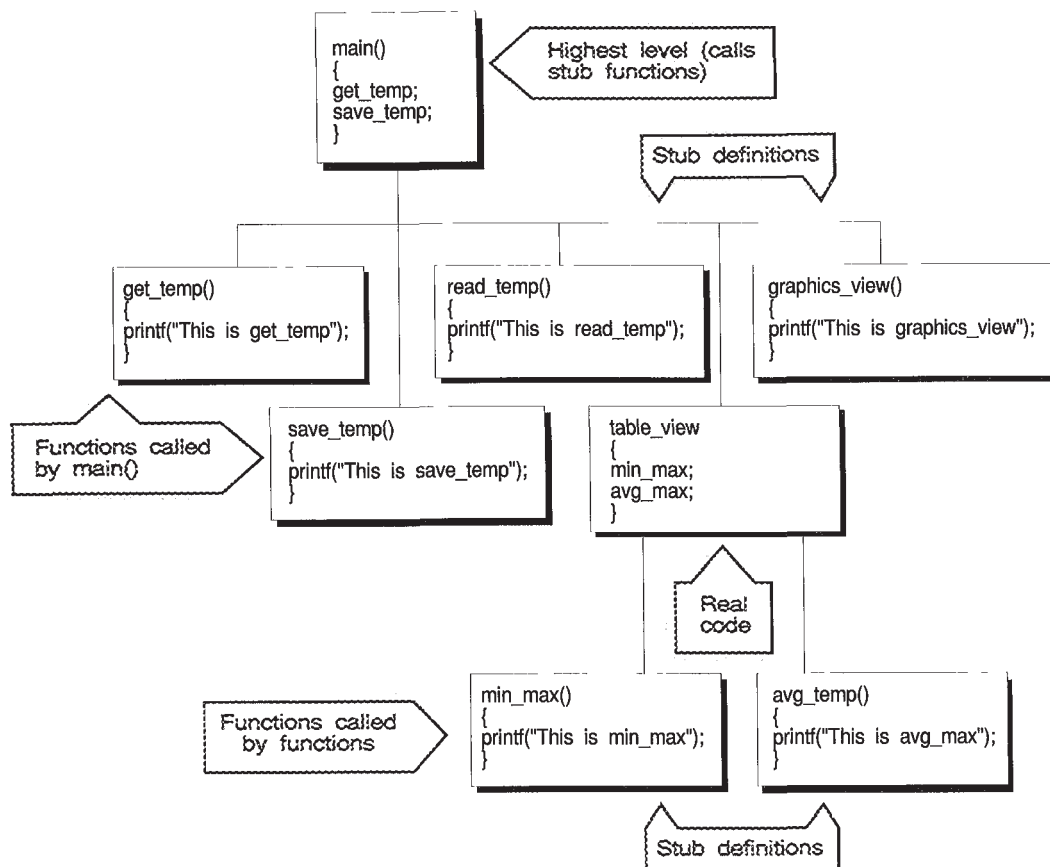 main()
{
get_temp;
save_temp;
}
Highest level (calls
stub functions)
Stub definitions
get_temp()
{
printf("This is get_temp");
}
read_temp()
{
printf("This is read_temp");
}
graphics_view()
{
printf("This is graphics_view");
}
Functions called
by main()
save_temp()
{
printf("This is save_temp");
}
table_view
{
min_max;
avg_max;
}
Real
code
Functions called
by functions
min_max()
{
printf("This is min_max");
}
avg_temp()
{
printf("This is avg_max");
}
Stub definitions